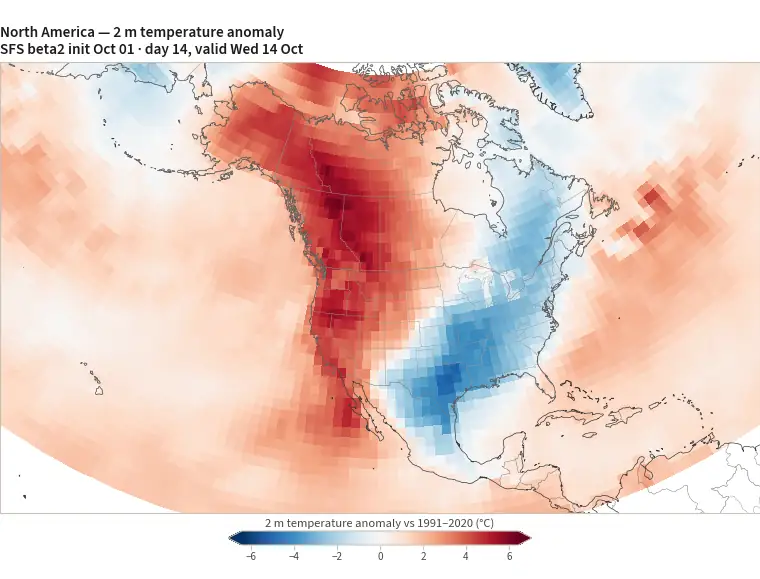 North America — 2 m temperature anomaly
SFS beta2 init Oct 01 · day 14, valid Wed 14 Oct
2 m temperature anomaly vs 1991–2020 (°C)
−6 −4 −2 0 2 4 6